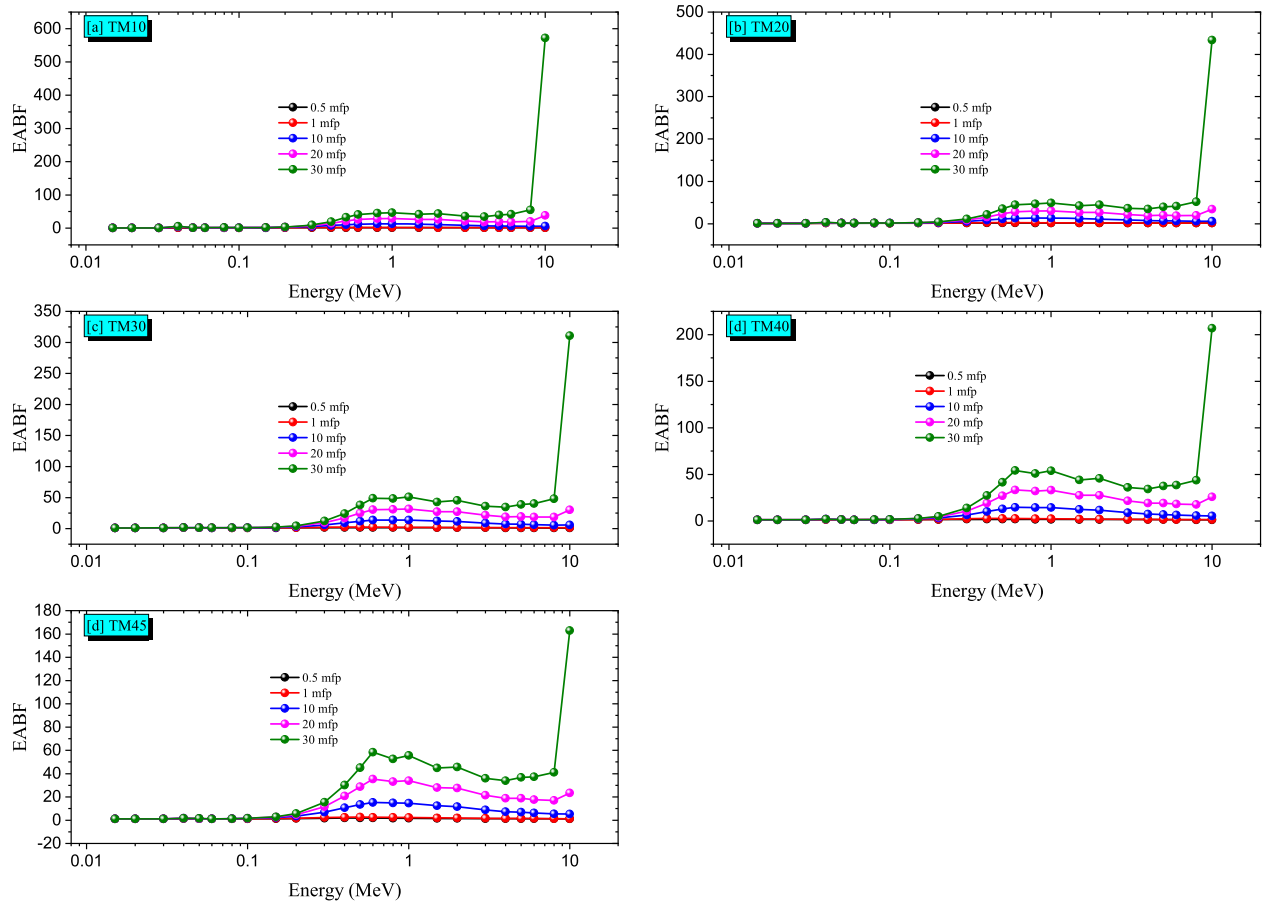 [a] TM10
600
500
400
300
200
100
0
EABF
0.5 mfp
1 mfp
10 mfp
20 mfp
30 mfp
0.01
0.1
1
10
Energy (MeV)
[b] TM20
500
400
300
200
100
0
EABF
0.5 mfp
1 mfp
10 mfp
20 mfp
30 mfp
0.01
0.1
1
10
Energy (MeV)
[c] TM30
350
300
250
200
150
100
50
0
EABF
0.5 mfp
1 mfp
10 mfp
20 mfp
30 mfp
0.01
0.1
1
10
Energy (MeV)
[d] TM40
200
150
100
50
0
EABF
0.5 mfp
1 mfp
10 mfp
20 mfp
30 mfp
0.01
0.1
1
10
Energy (MeV)
[d] TM45
180
160
140
120
100
80
60
40
20
0
-20
EABF
0.5 mfp
1 mfp
10 mfp
20 mfp
30 mfp
0.01
0.1
1
10
Energy (MeV)